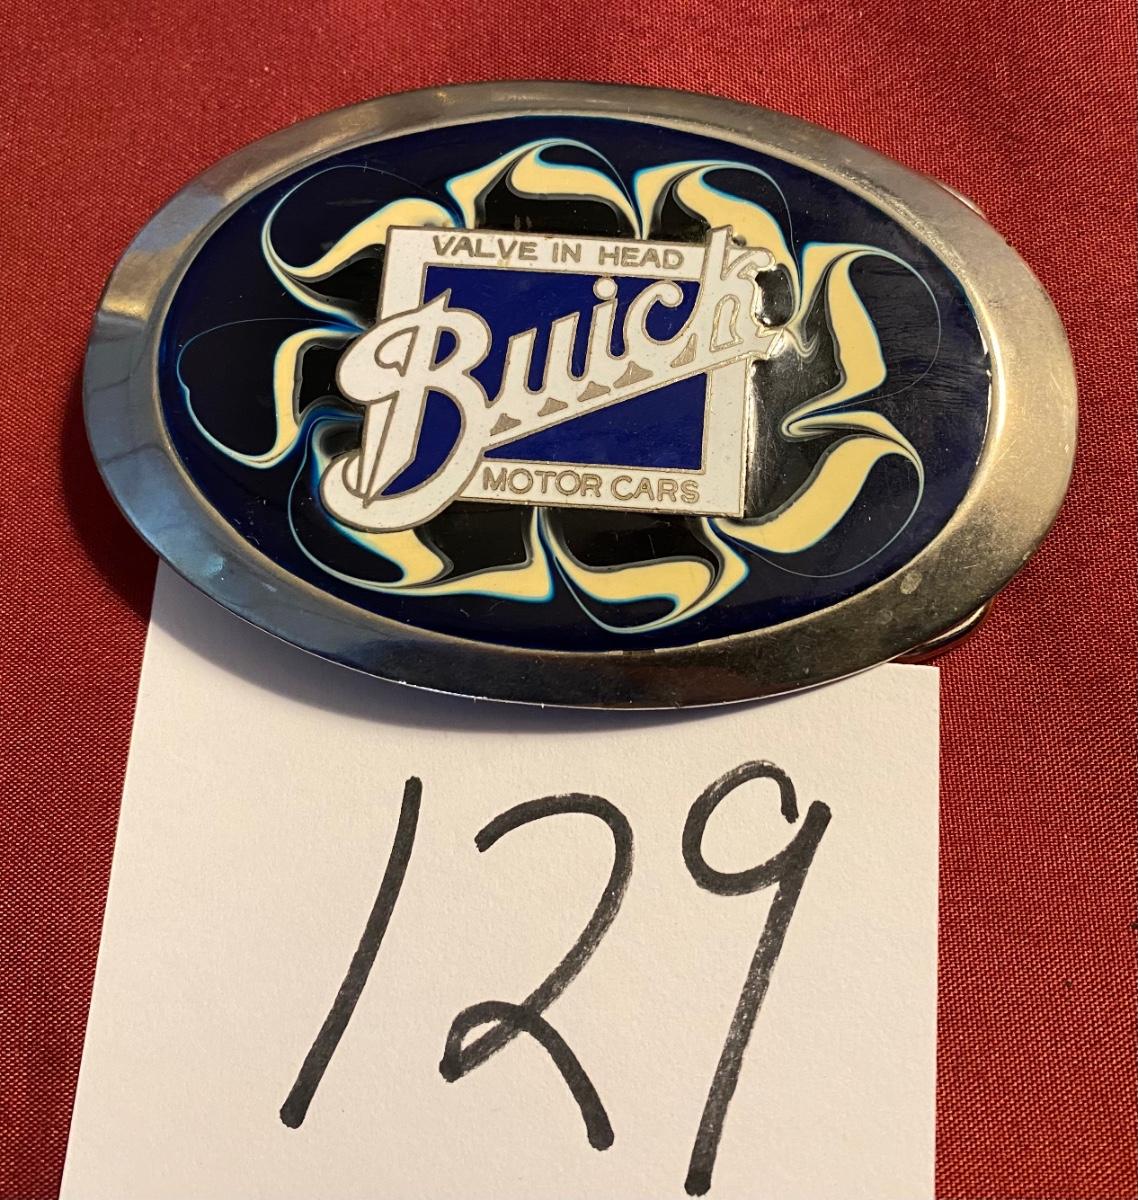 VALVE IN HEAD
Buick
MOTOR CARS
129